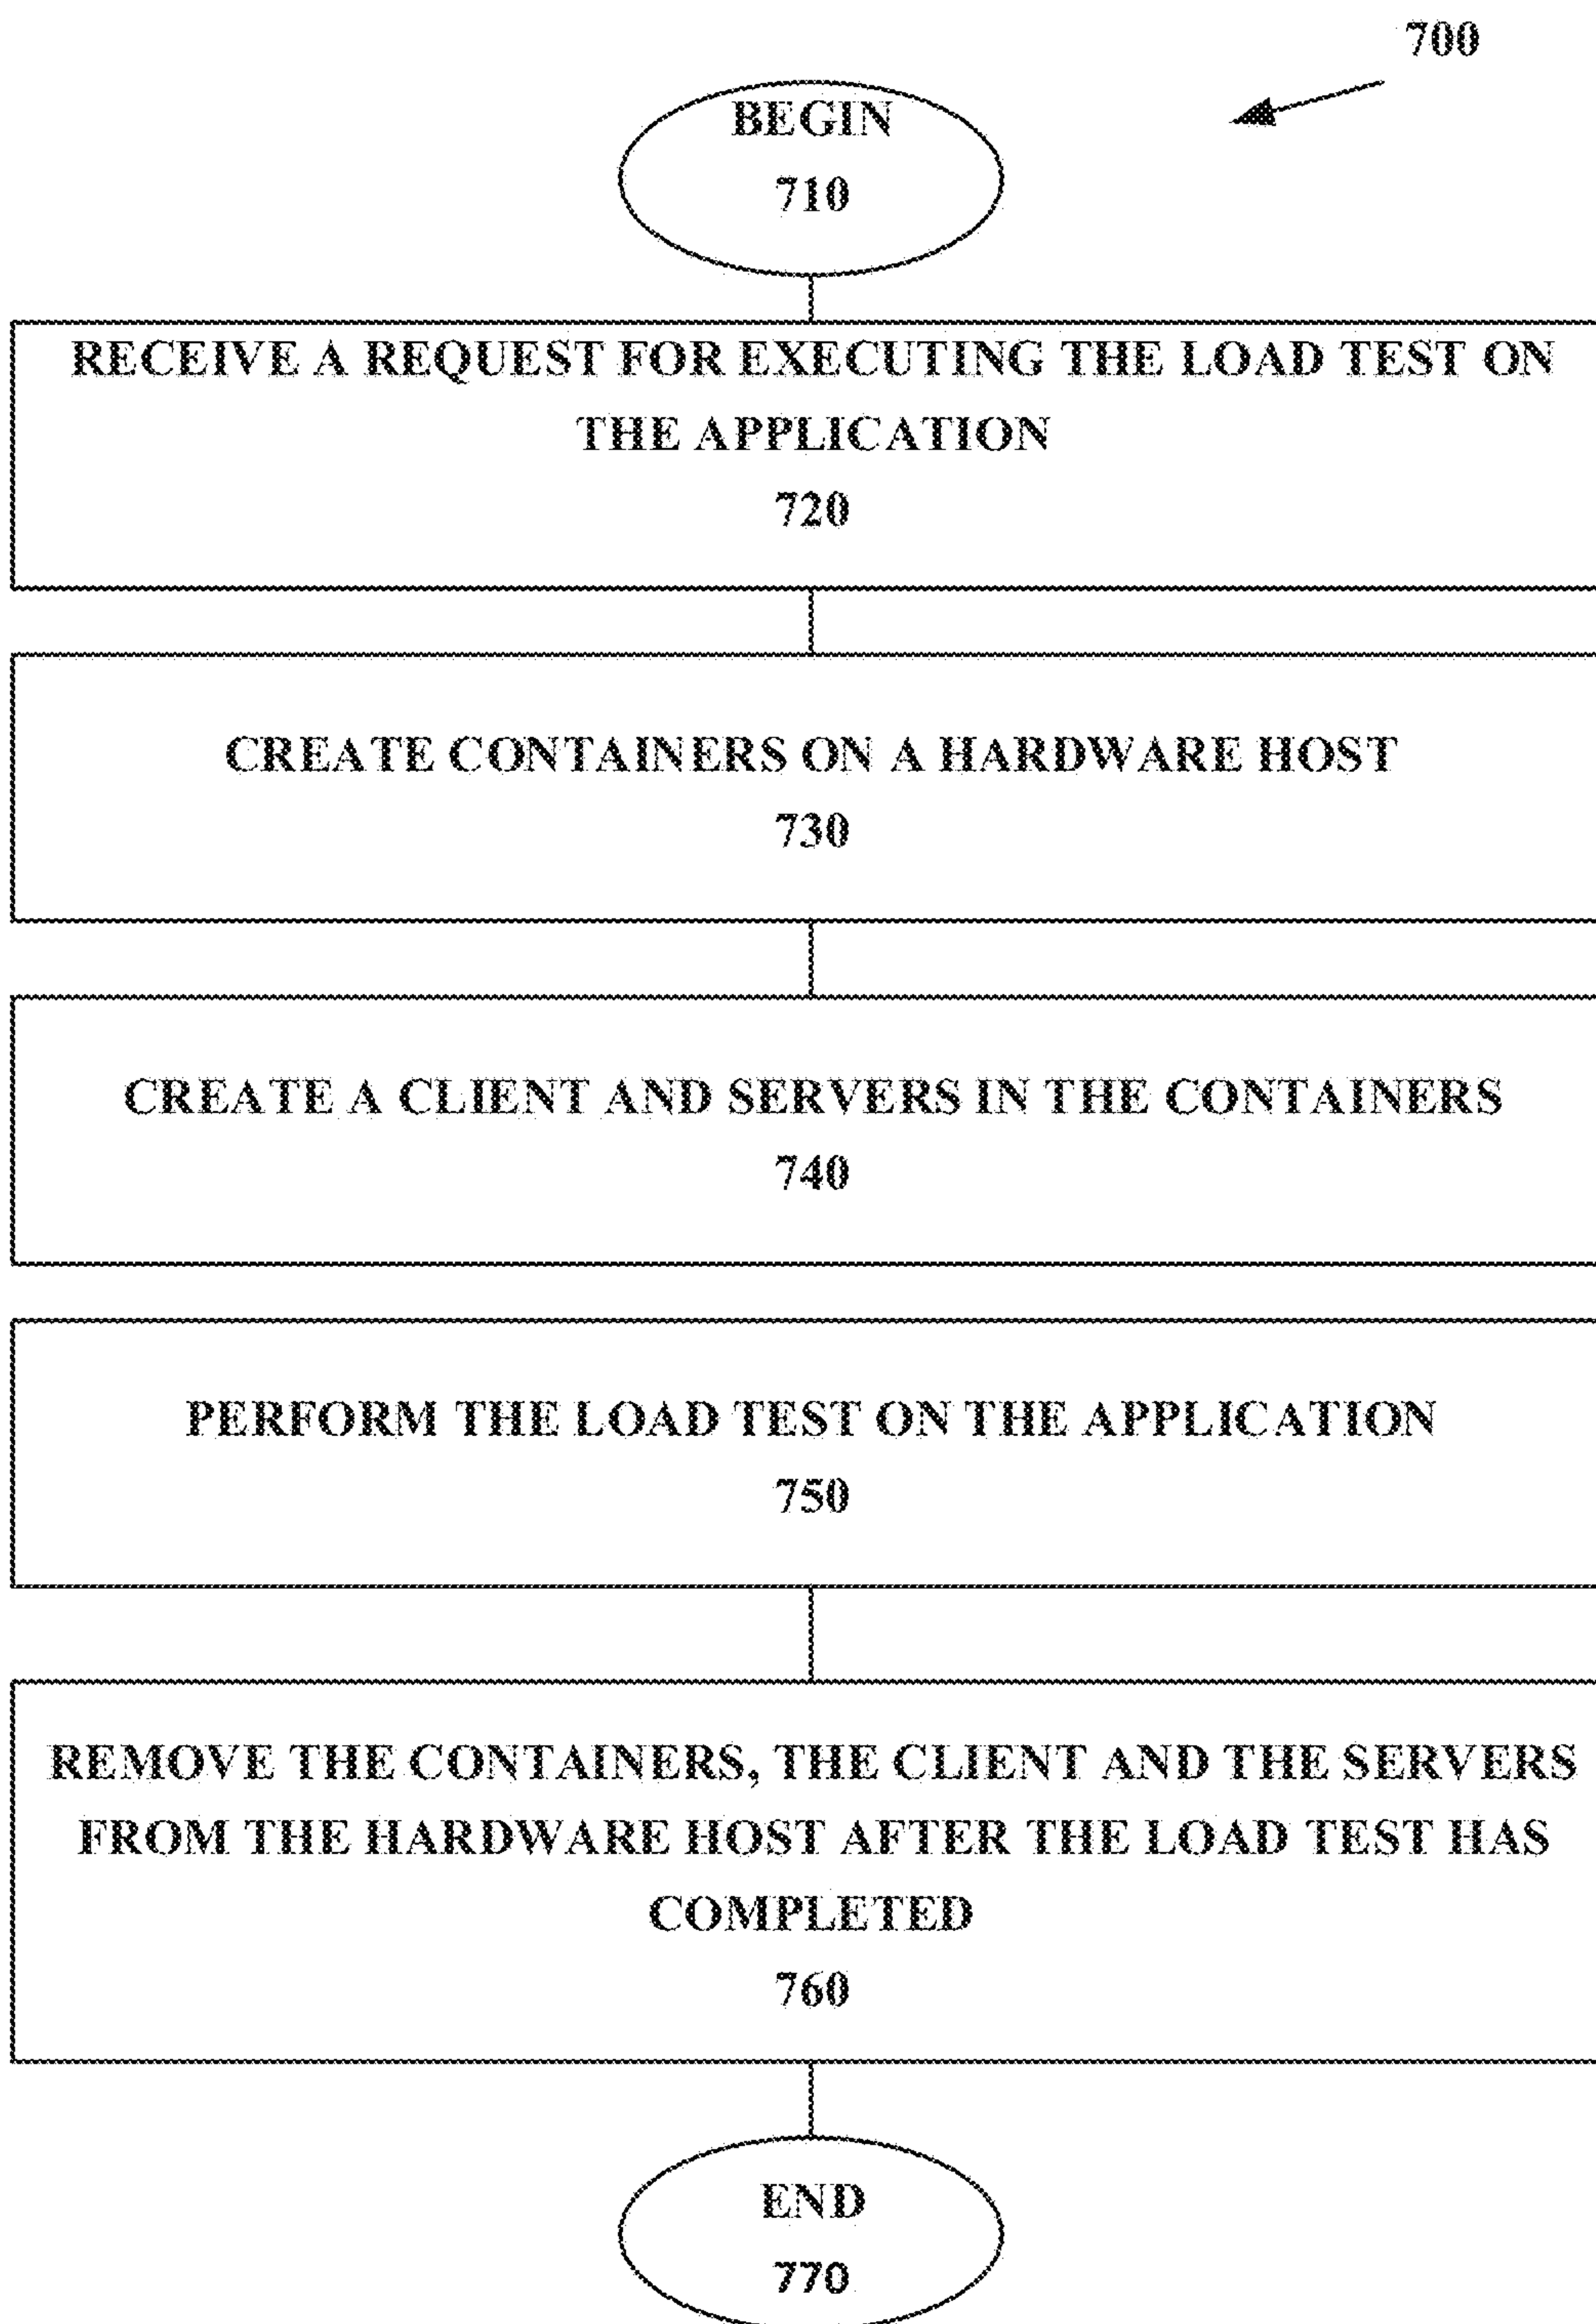 700
BEGIN
710
RECEIVE A REQUEST FOR EXECUTING THE LOAD TEST ON
THE APPLICATION
720
CREATE CONTAINERS ON A HARDWARE HOST
730
CREATE A CLIENT AND SERVERS IN THE CONTAINERS
740
PERFORM THE LOAD TEST ON THE APPLICATION
750
REMOVE THE CONTAINERS, THE CLIENT AND THE SERVERS
FROM THE HARDWARE HOST AFTER THE LOAD TEST HAS
COMPLETED
760
END
770